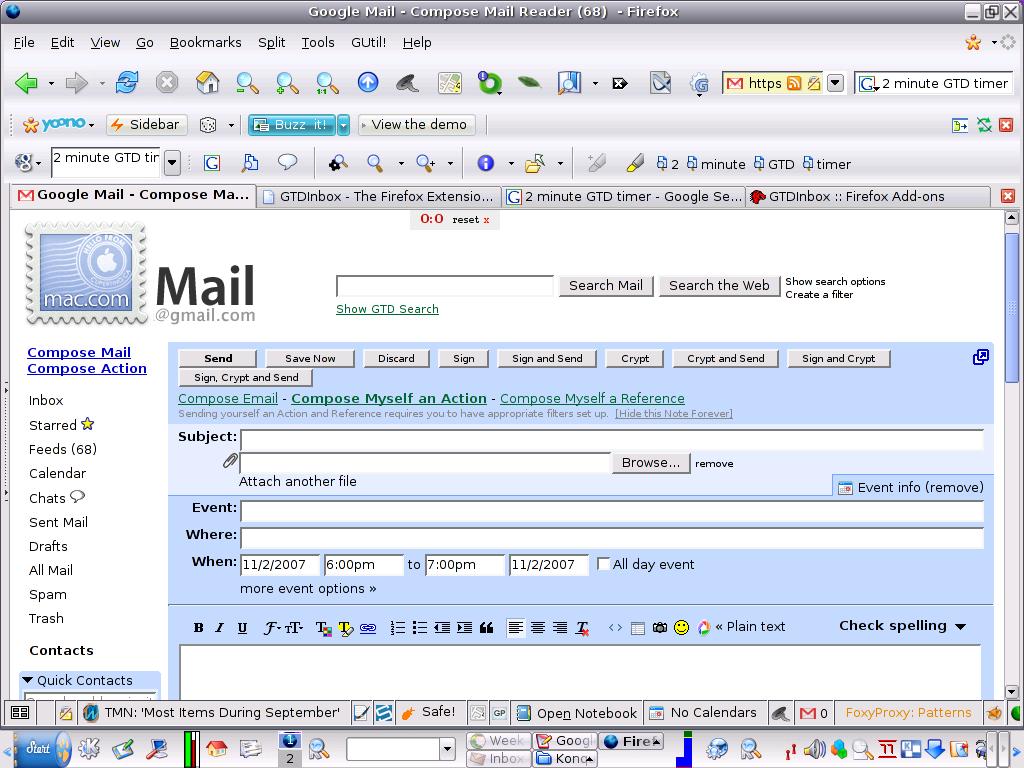 Google Mail - Compose Mail Reader (68) - Firefox
File Edit View Go Bookmarks Split Tools GUtil! Help
https 2 minute GTD timer
yoono Sidebar Buzz it! View the demo
2 minute GTD tin 2 minute GTD timer
Google Mail - Compose Ma... GTDInbox - The Firefox Extensio... 2 minute GTD timer - Google Se... GTDInbox :: Firefox Add-ons
0:0 reset x
HELLO FROM
mac.com
Mail
@gmail.com
Search Mail Search the Web Show search options
Create a filter
Show GTD Search
Compose Mail
Compose Action
Inbox
Starred
Feeds (68)
Calendar
Chats
Sent Mail
Drafts
All Mail
Spam
Trash
Contacts
Quick Contacts
Send Save Now Discard Sign Sign and Send Crypt Crypt and Send Sign and Crypt
Sign, Crypt and Send
Compose Email - Compose Myself an Action - Compose Myself a Reference
Sending yourself an Action and Reference requires you to have appropriate filters set up. [Hide this Note Forever]
Subject:
Browse... remove
Attach another file
Event info (remove)
Event:
Where:
When: 11/2/2007 6:00pm to 7:00pm 11/2/2007 All day event
more event options »
B I U « Plain text Check spelling
TMN: 'Most Items During September' Safe! GP Open Notebook No Calendars 0 FoxyProxy: Patterns
Start 2 Week Goog Fire
Inbox Konq